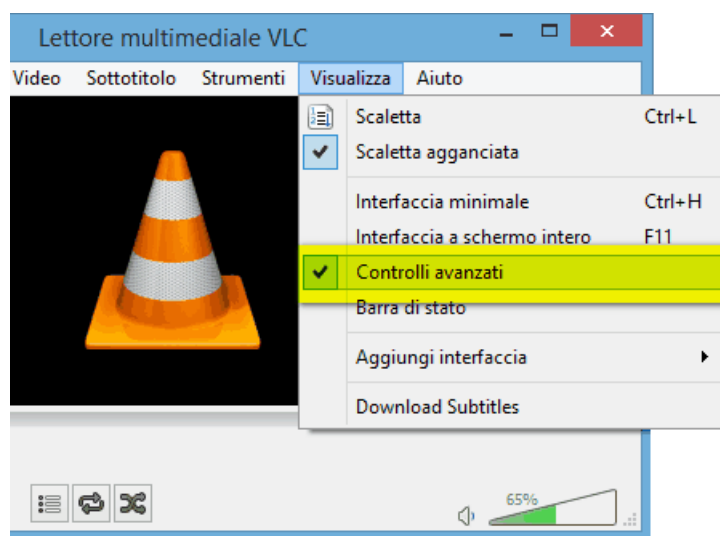 Lettore multimediale VLC
Video Sottotitolo Strumenti Visualizza Aiuto
Scaletta Ctrl+L
Scaletta agganciata
Interfaccia minimale Ctrl+H
Interfaccia a schermo intero F11
Controlli avanzati
Barra di stato
Aggiungi interfaccia
Download Subtitles
65%